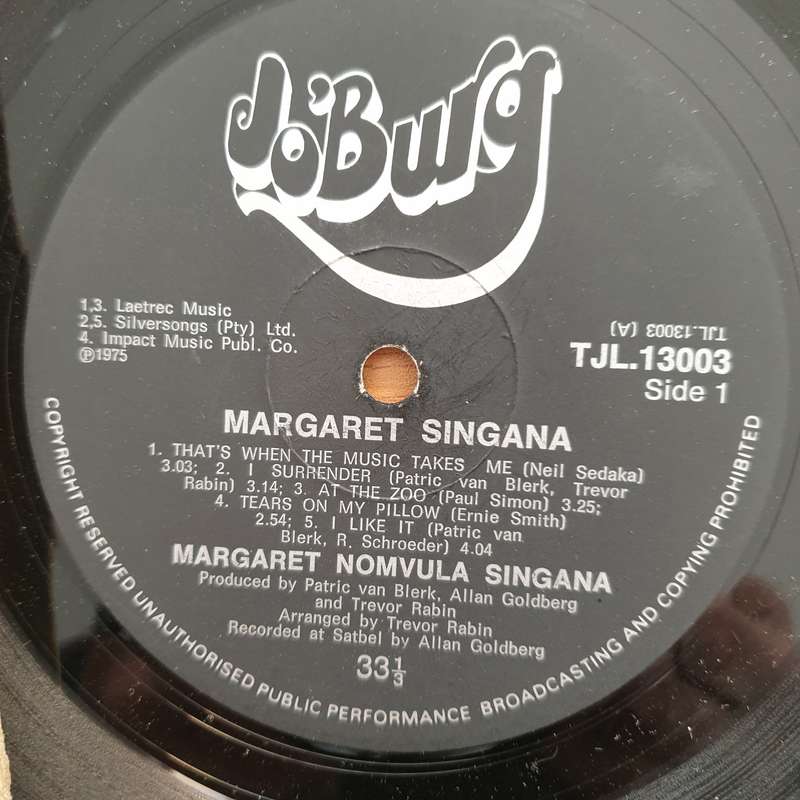 Jo'Burg
1,3. Laetrec Music
2,5. Silversongs (Pty) Ltd.
4. Impact Music Publ. Co.
℗1975
TJL.13003 (A)
TJL.13003
Side 1
MARGARET SINGANA
1. THAT'S WHEN THE MUSIC TAKES ME (Neil Sedaka)
3.03; 2. I SURRENDER (Patric van Blerk, Trevor
Rabin) 3.14; 3. AT THE ZOO (Paul Simon) 3.25;
4. TEARS ON MY PILLOW (Ernie Smith)
2.54; 5. I LIKE IT (Patric van
Blerk, R. Schroeder) 4.04
MARGARET NOMVULA SINGANA
Produced by Patric van Blerk, Allan Goldberg
and Trevor Rabin
Arranged by Trevor Rabin
Recorded at Satbel by Allan Goldberg
33⅓
COPYRIGHT RESERVED UNAUTHORISED PUBLIC PERFORMANCE BROADCASTING AND COPYING PROHIBITED